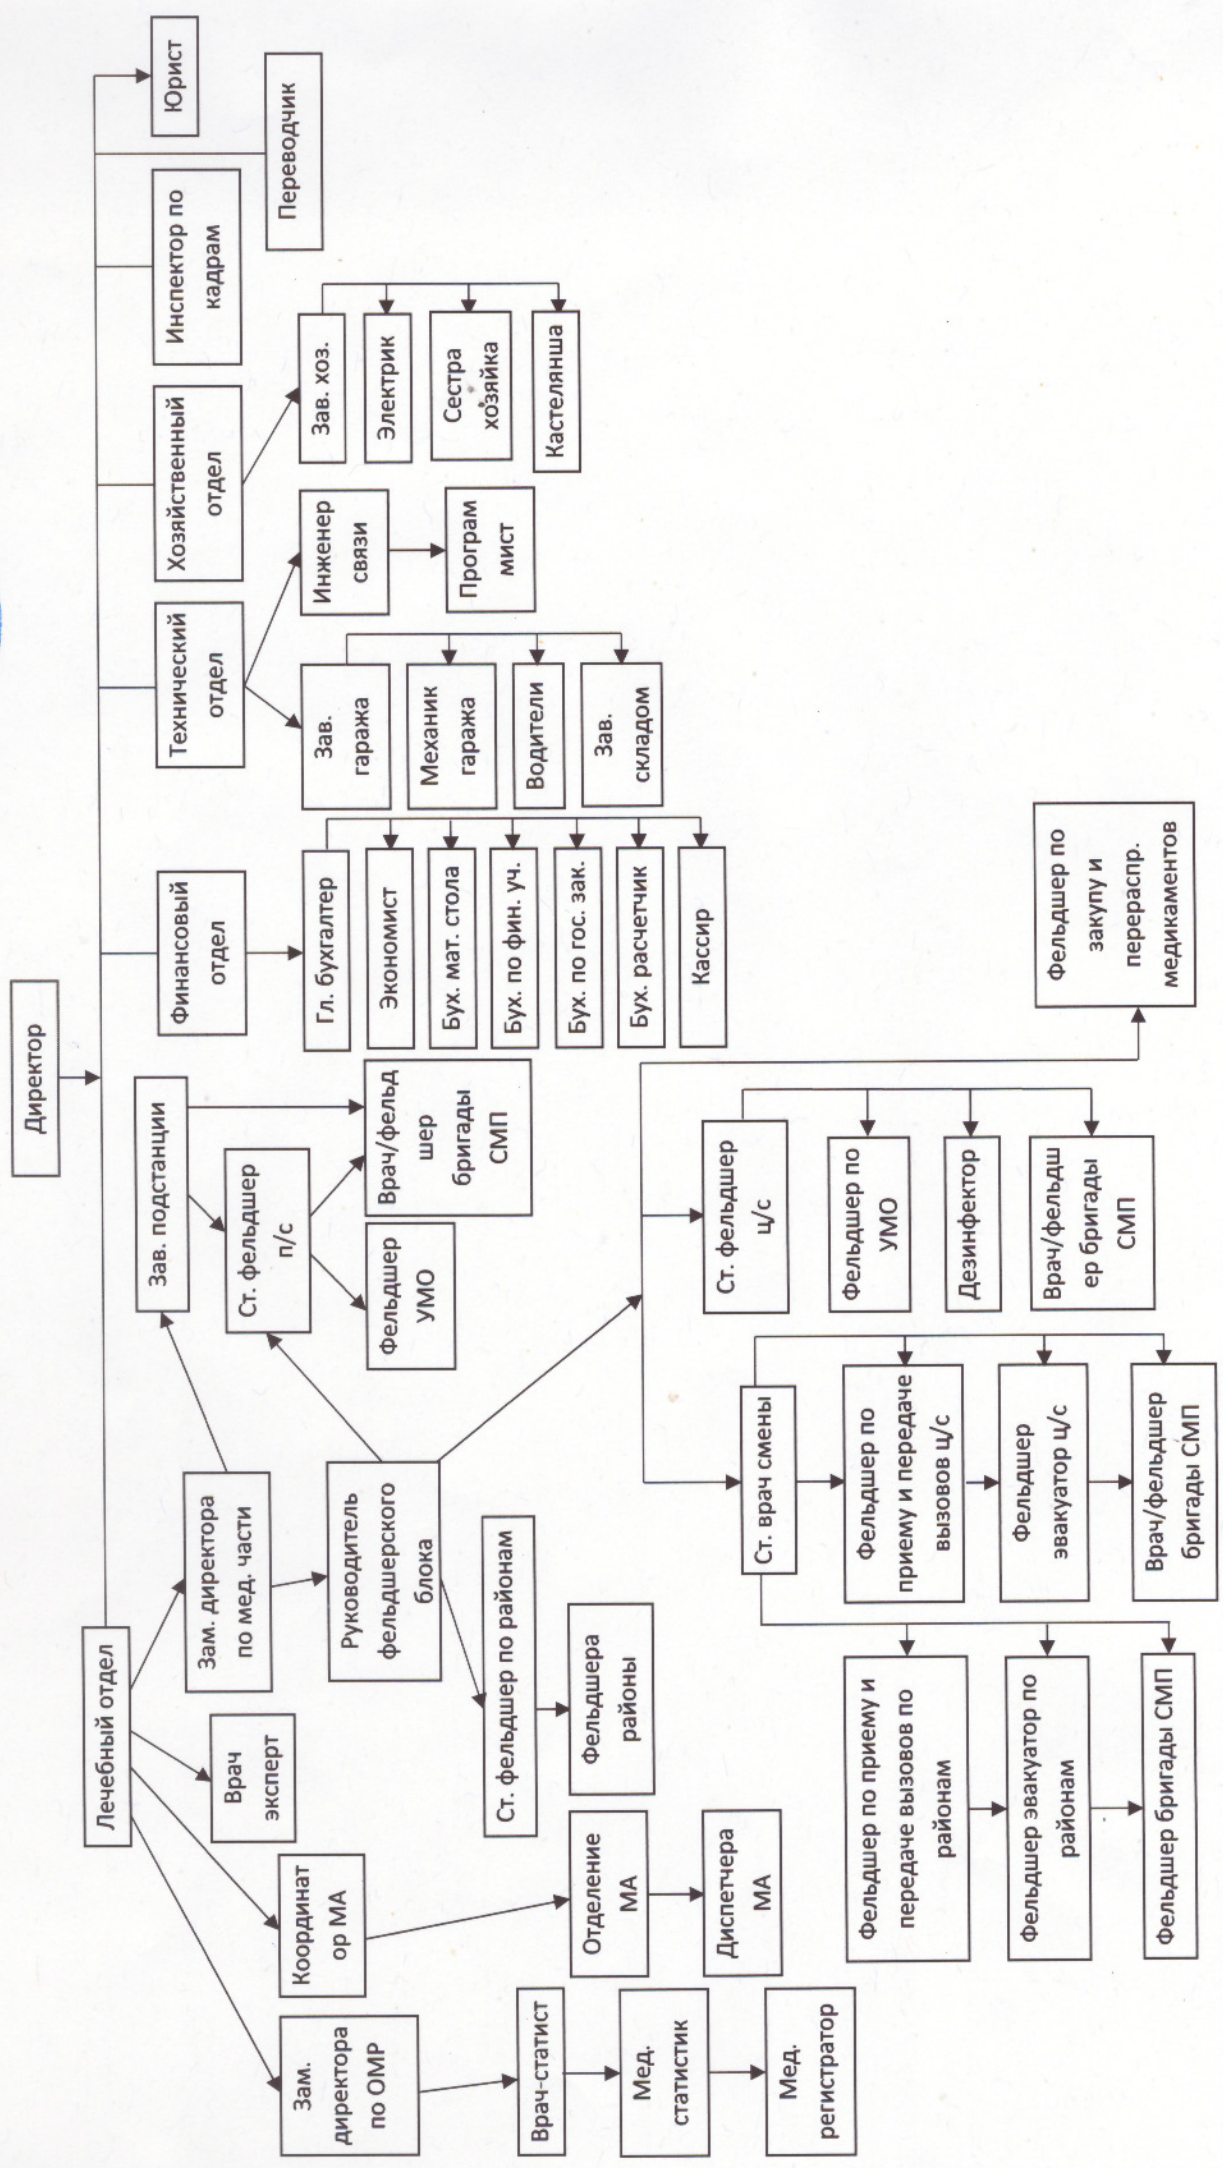 Директор
Лечебный отдел
Финансовый
отдел
Технический
отдел
Хозяйственный
отдел
Инспектор по
кадрам
Переводчик
Юрист
Зам.
директора
по ОМР
Координат
ор МА
Врач
эксперт
Зам. директора
по мед. части
Зав. подстанции
Ст. фельдшер
п/с
Фельдшер
УМО
Врач/фельд
шер
бригады
СМП
Руководитель
фельдшерского
блока
Гл. бухгалтер
Экономист
Бух. мат. стола
Бух. по фин. уч.
Бух. по гос. зак.
Бух. расчетчик
Кассир
Зав.
гаража
Механик
гаража
Водители
Зав.
складом
Инженер
связи
Програм
мист
Зав. хоз.
Электрик
Сестра
хозяйка
Кастелянша
Врач-статист
Мед.
статистик
Мед.
регистратор
Отделение
МА
Диспетчера
МА
Ст. фельдшер по районам
Фельдшера
районы
Ст. врач смены
Фельдшер по
приему и передаче
вызовов ц/с
Фельдшер
эвакуатор ц/с
Врач/фельдшер
бригады СМП
Фельдшер по приему и
передаче вызовов по
районам
Фельдшер эвакуатор по
районам
Фельдшер бригады СМП
Ст. фельдшер
ц/с
Фельдшер по
УМО
Дезинфектор
Врач/фельдш
ер бригады
СМП
Фельдшер по
закупу и
перераспр.
медикаментов